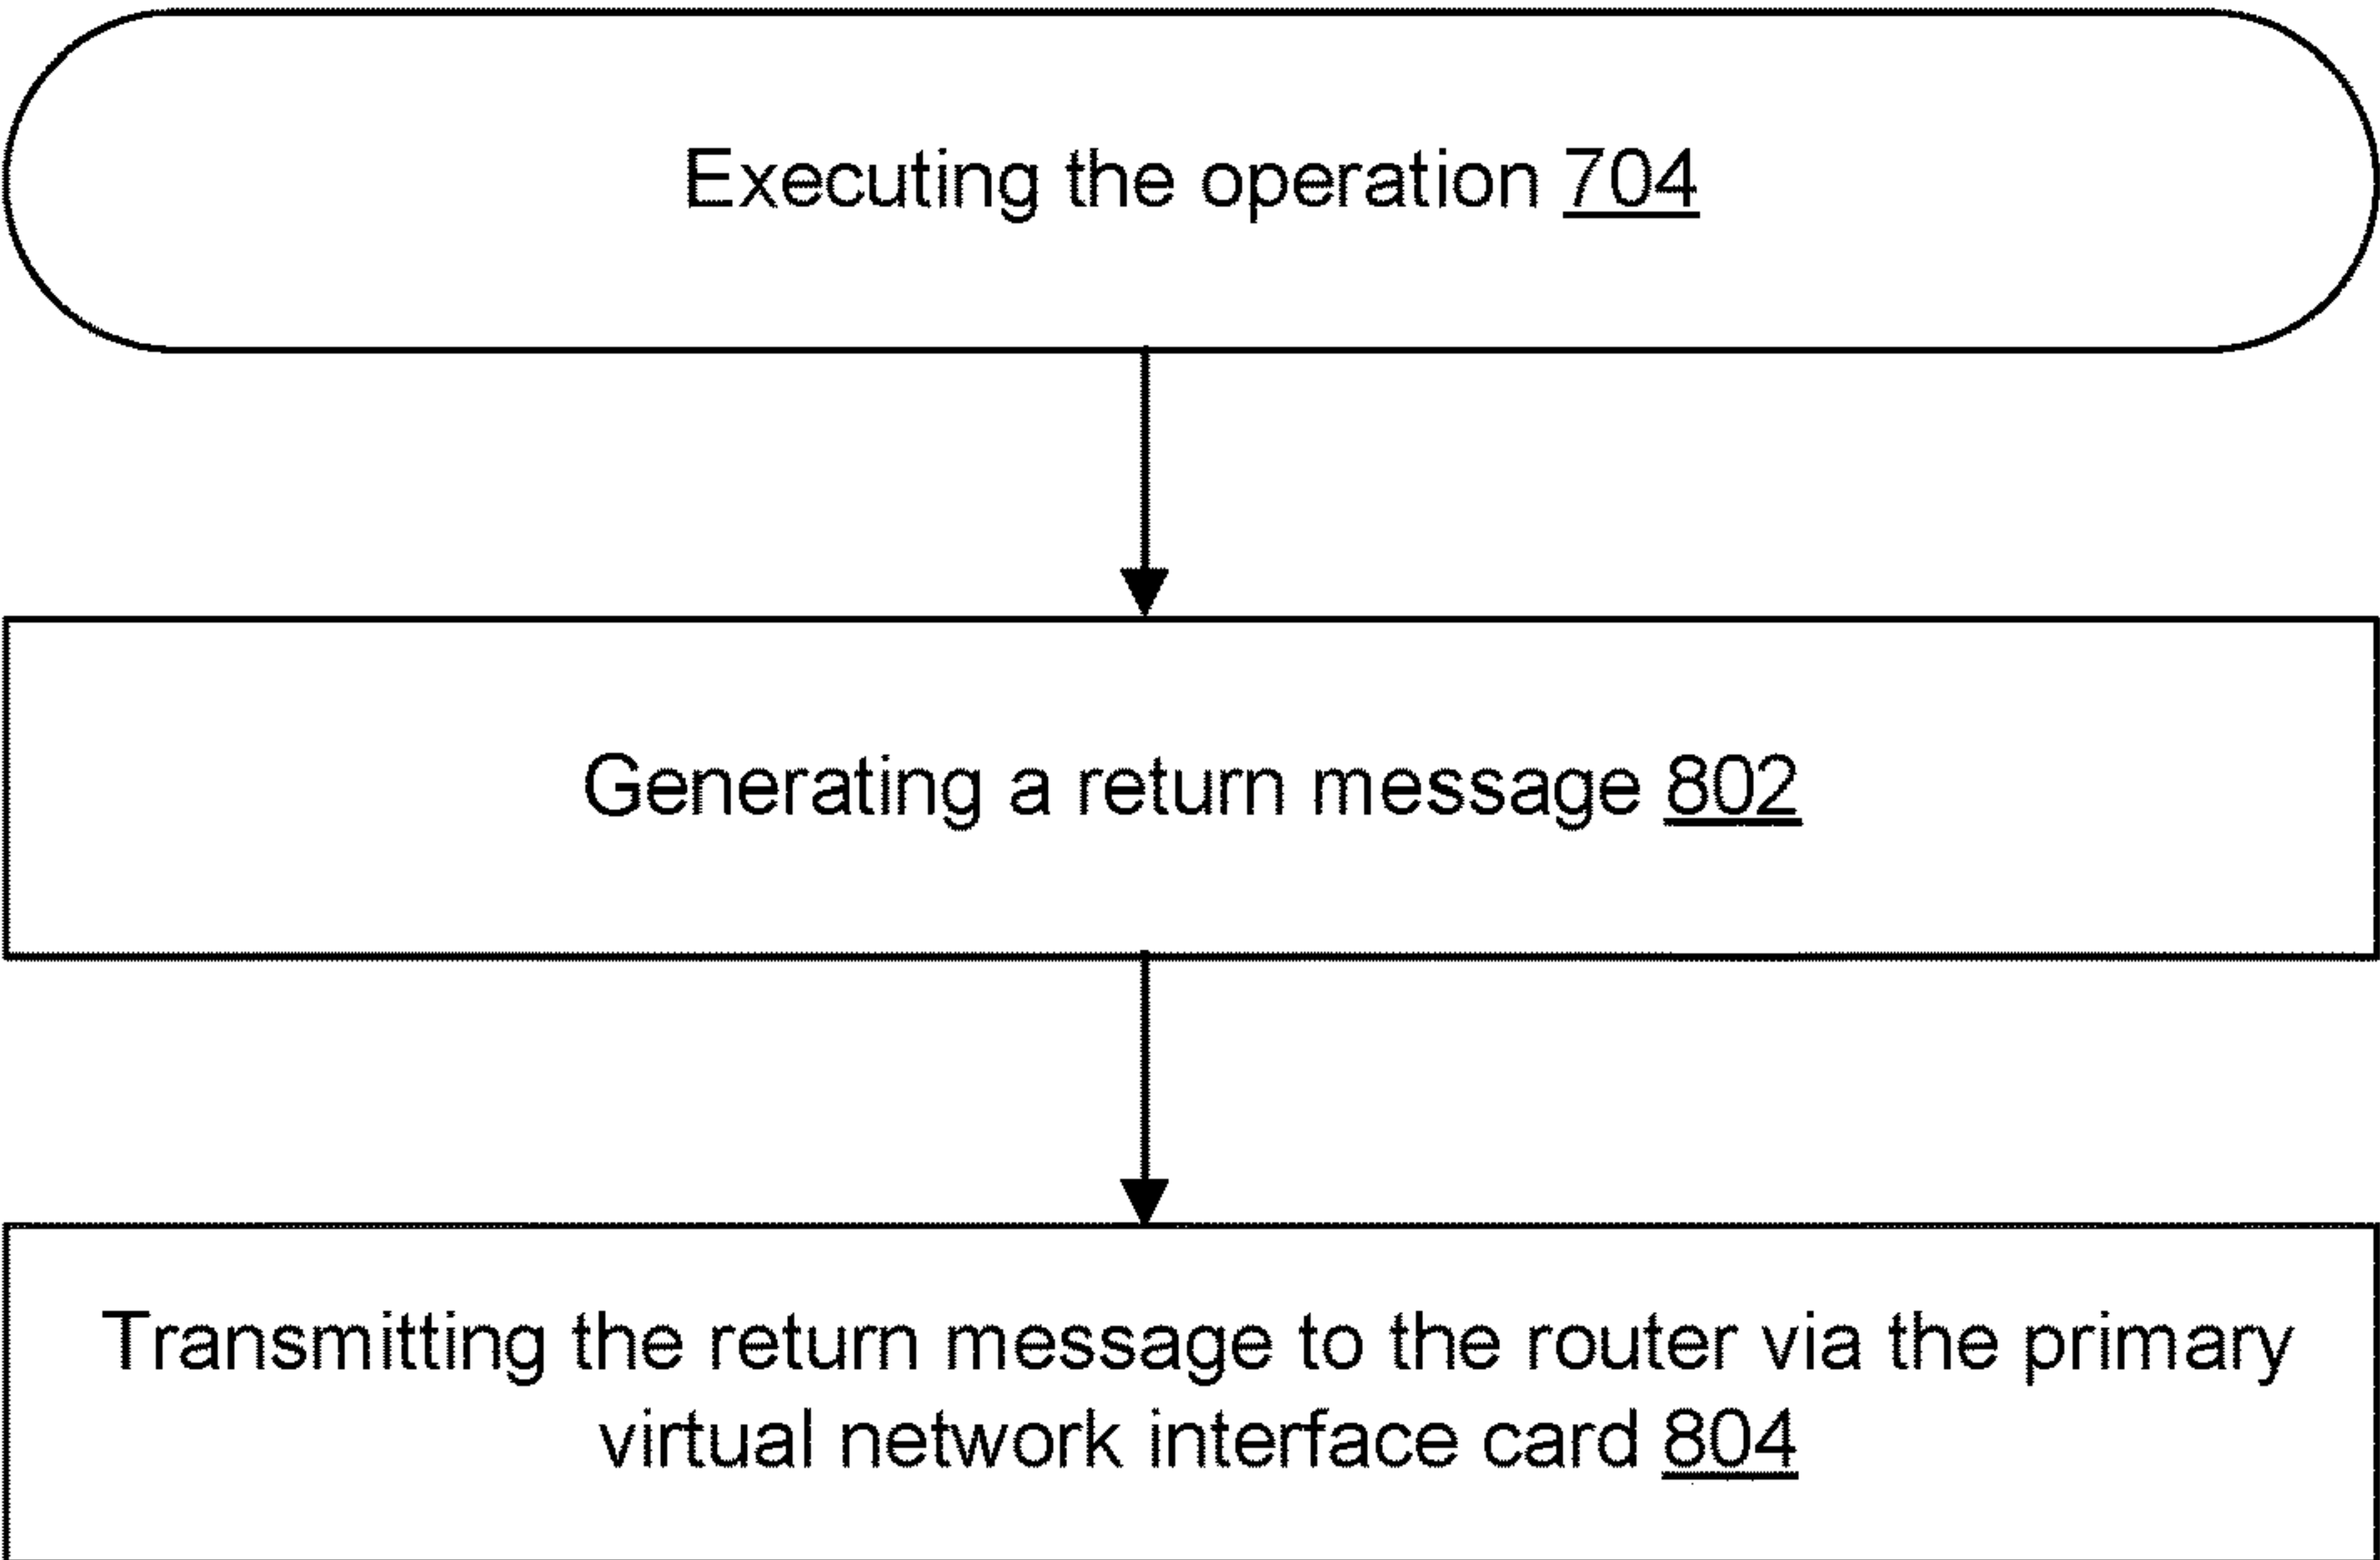 Executing the operation 704
Generating a return message 802
Transmitting the return message to the router via the primary
virtual network interface card 804